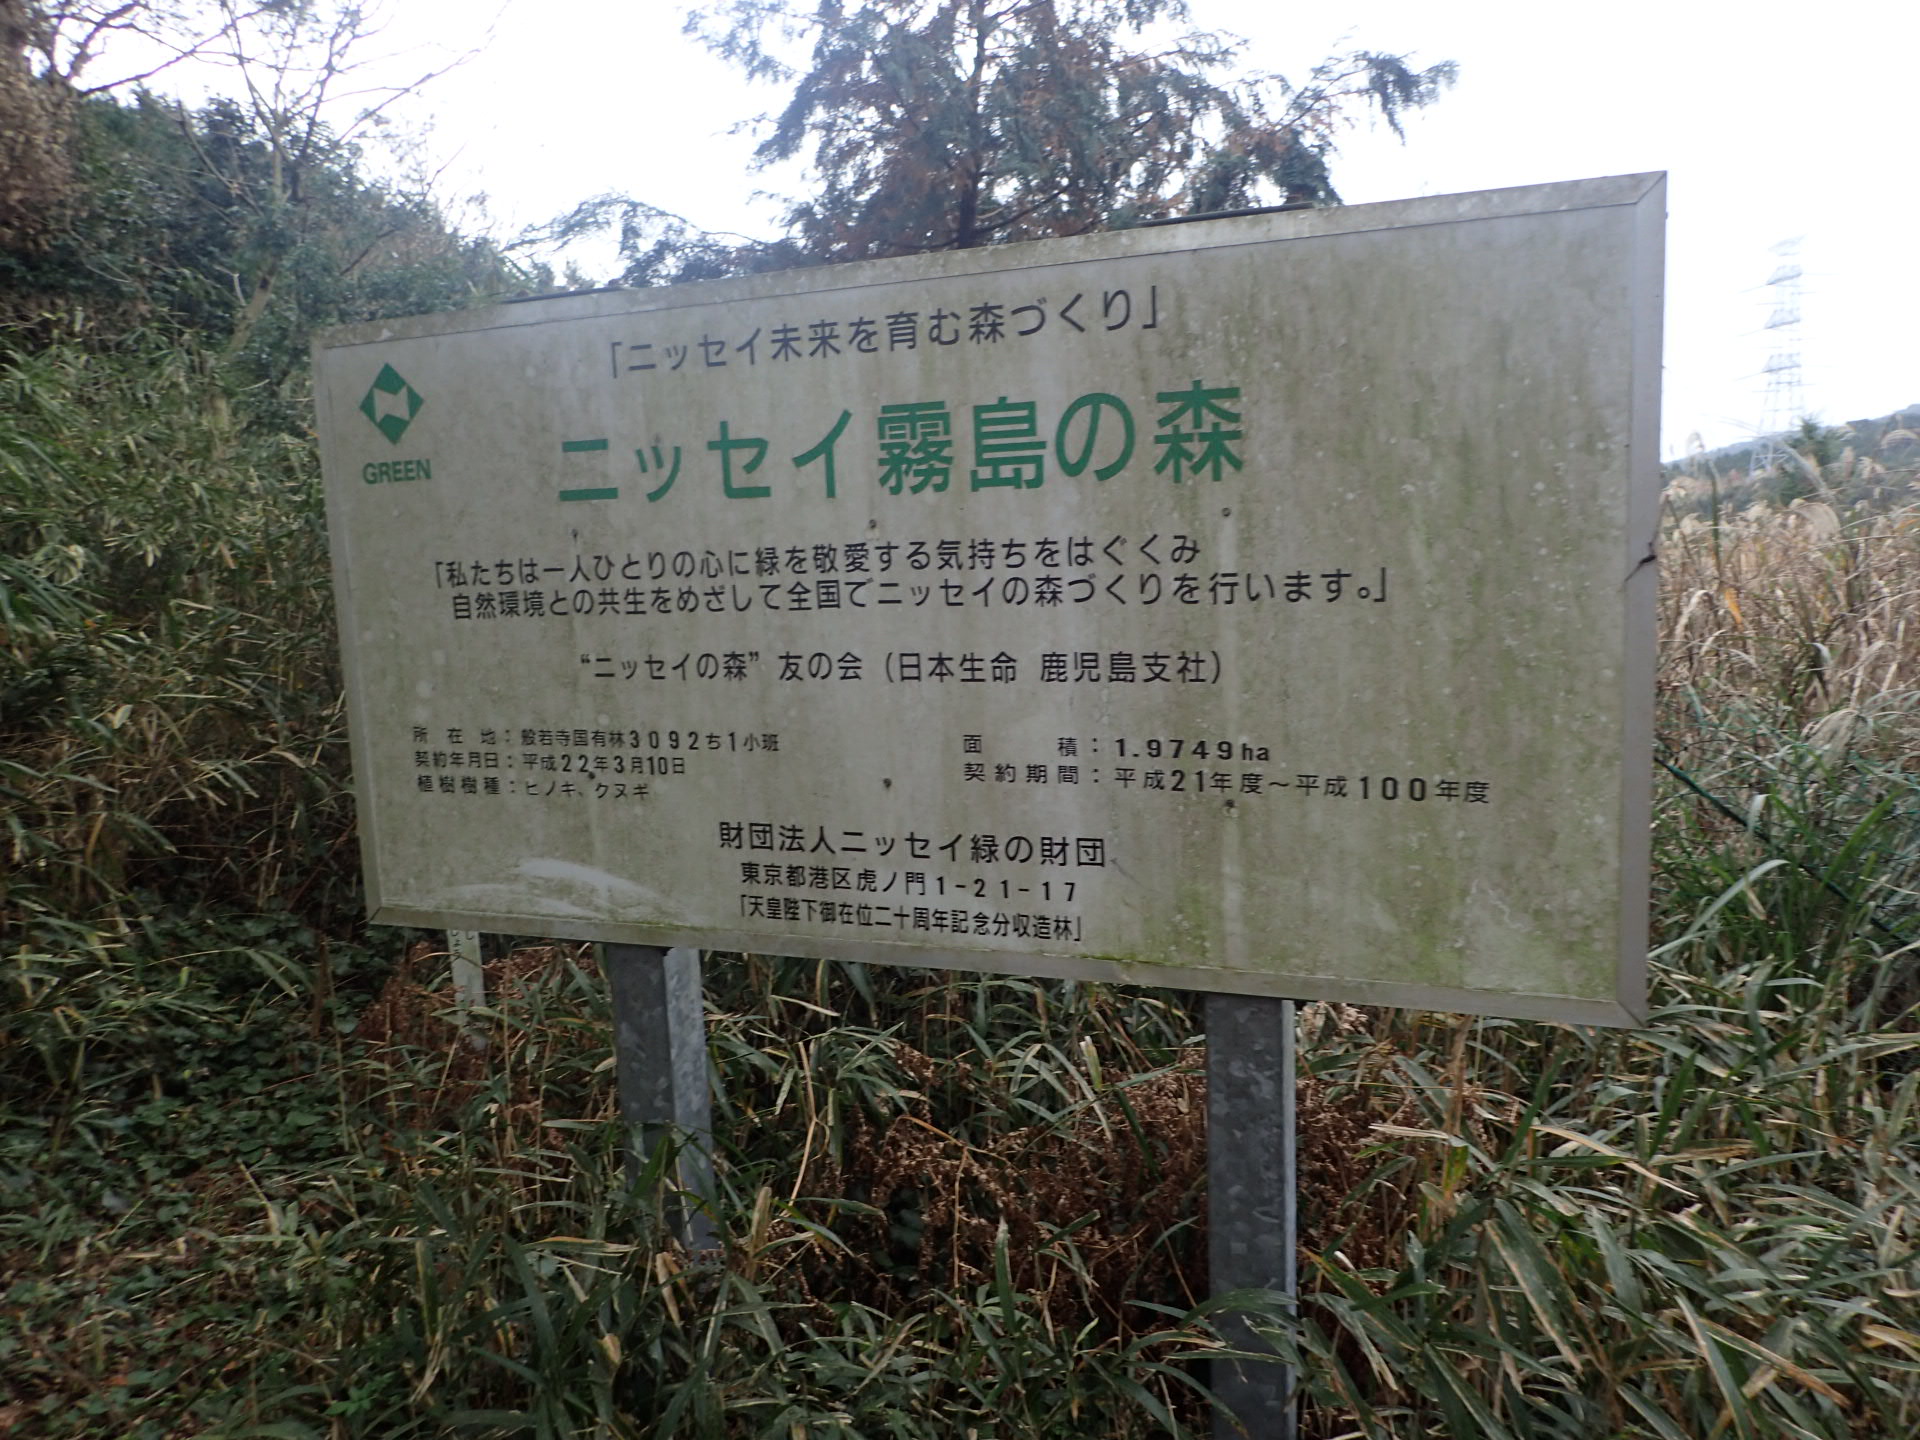 「ニッセイ未来を育む森づくり」
GREEN
ニッセイ霧島の森
「私たちは一人ひとりの心に緑を敬愛する気持ちをはぐくみ
自然環境との共生をめざして全国でニッセイの森づくりを行います。」
“ニッセイの森”友の会（日本生命 鹿児島支社）
所在地：般若寺国有林3092ち1小班
契約年月日：平成22年3月10日
植樹樹種：ヒノキ、クヌギ
面積：1.9749ha
契約期間：平成21年度～平成100年度
財団法人ニッセイ緑の財団
東京都港区虎ノ門1-21-17
「天皇陛下御在位二十周年記念分収造林」